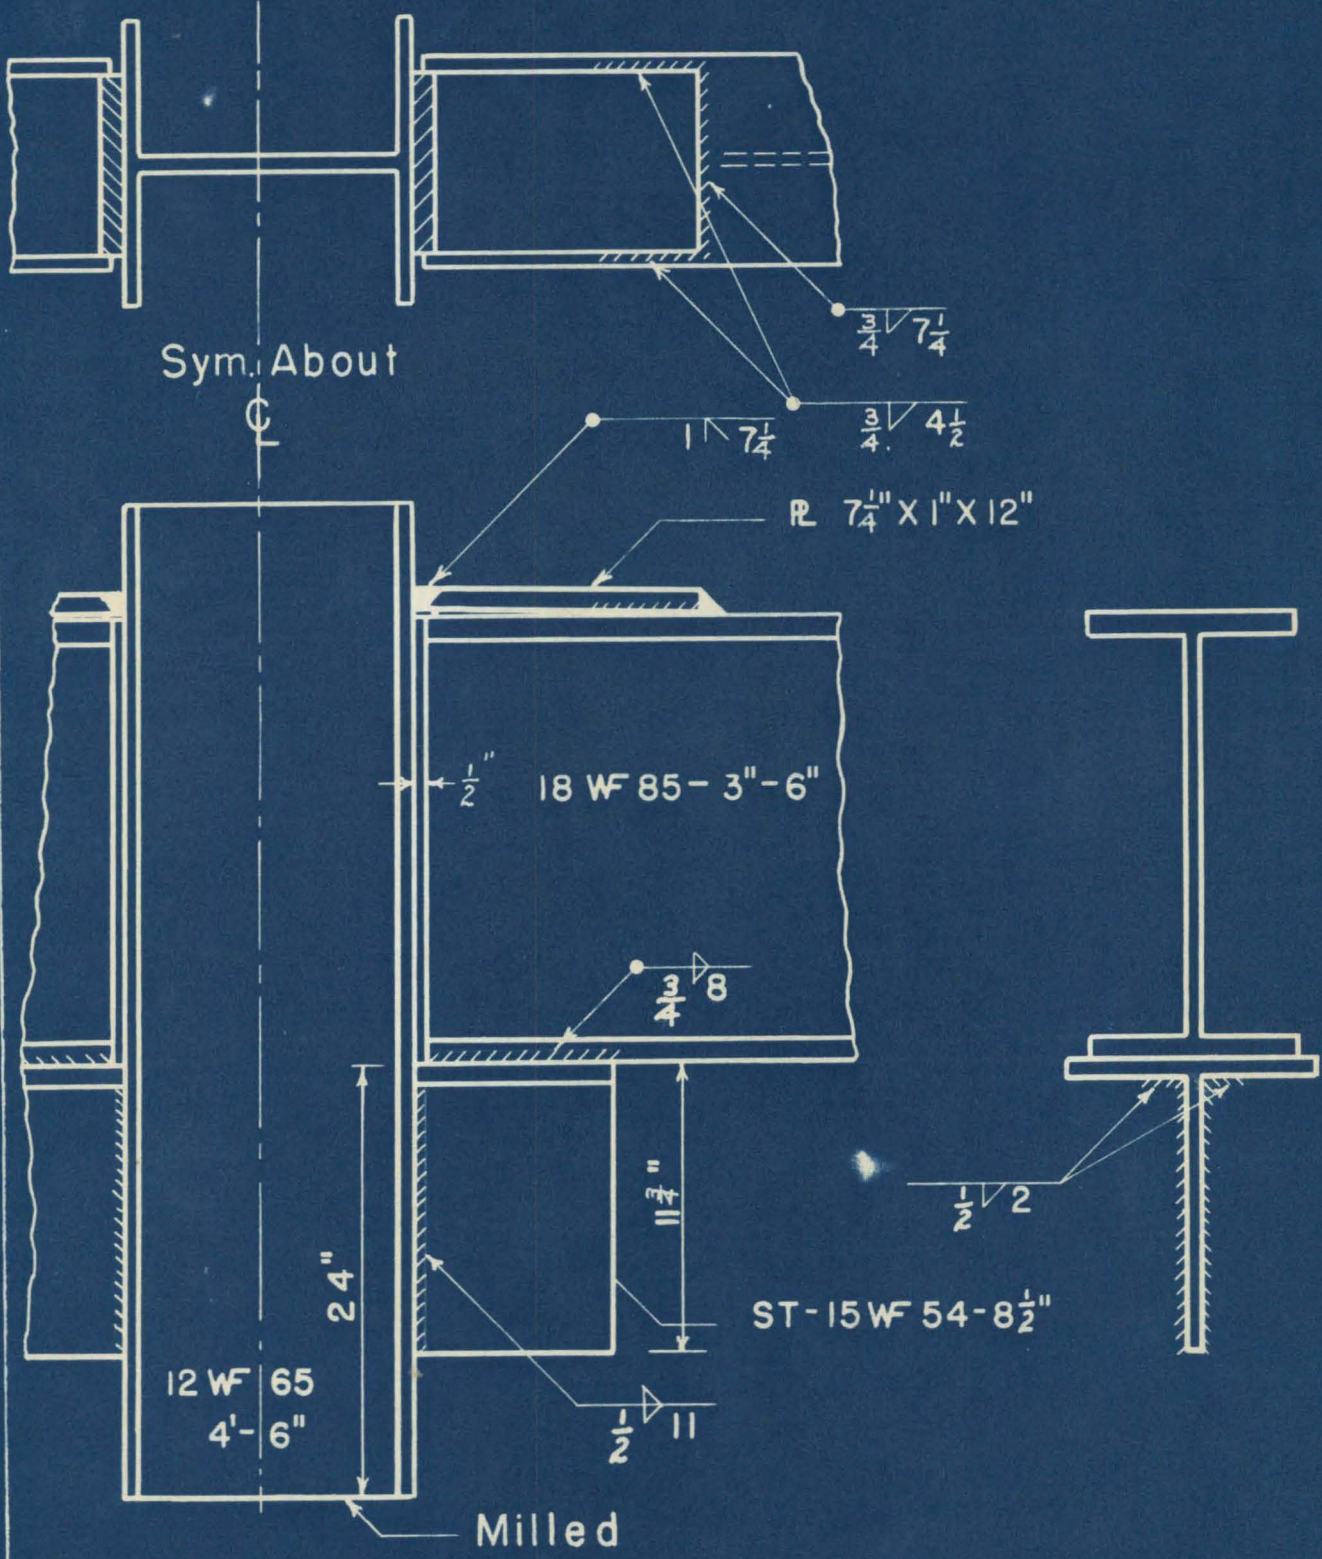 3/4 7 1/4
Sym. About
℄
3/4 4 1/2
1 7 1/4
℔ 7 1/4" X 1" X 12"
1/2"
18 WF 85 - 3" - 6"
3/4 8
11 3/4"
1/2 2
24"
ST - 15 WF 54 - 8 1/2"
12 WF 65
4' - 6"
1/2 11
Milled